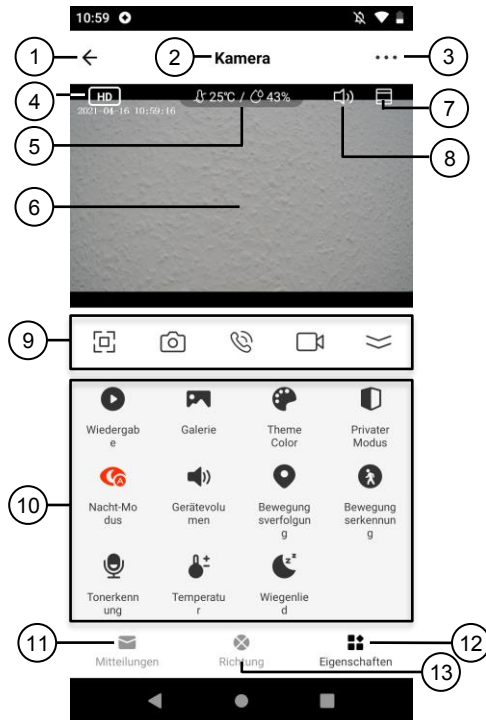 10:59
1
2
Kamera
3
4
HD
25°C / 43%
7
2021-04-16 10:59:16
5
8
6
9
Wiedergab
e
Galerie
Theme
Color
Privater
Modus
10
Nacht-Mo
dus
Gerätevolu
men
Bewegung
sverfolgun
g
Bewegung
serkennun
g
Tonerkenn
ung
Temperatu
r
Wiegenlie
d
11
12
Mitteilungen
Richtung
Eigenschaften
13